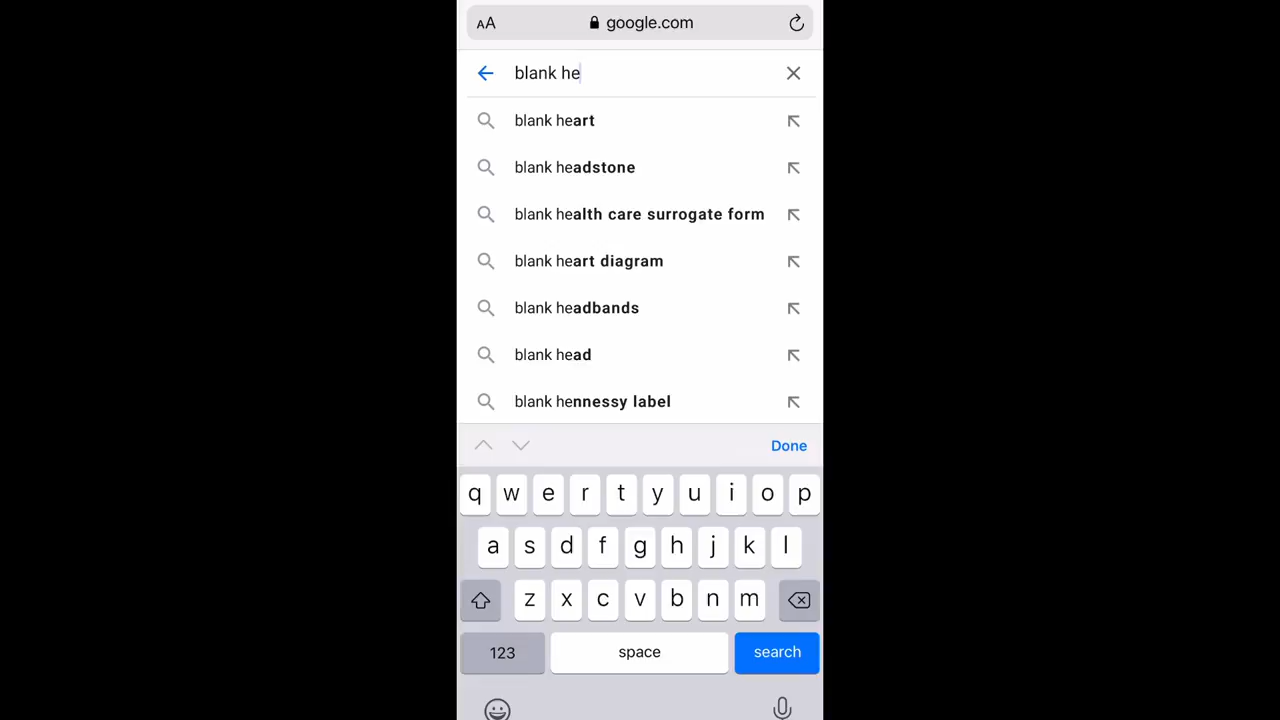 AA google.com
blank he
blank heart
blank headstone
blank health care surrogate form
blank heart diagram
blank headbands
blank head
blank hennessy label
Done
q w e r t y u i o p
a s d f g h j k l
z x c v b n m
123 space search